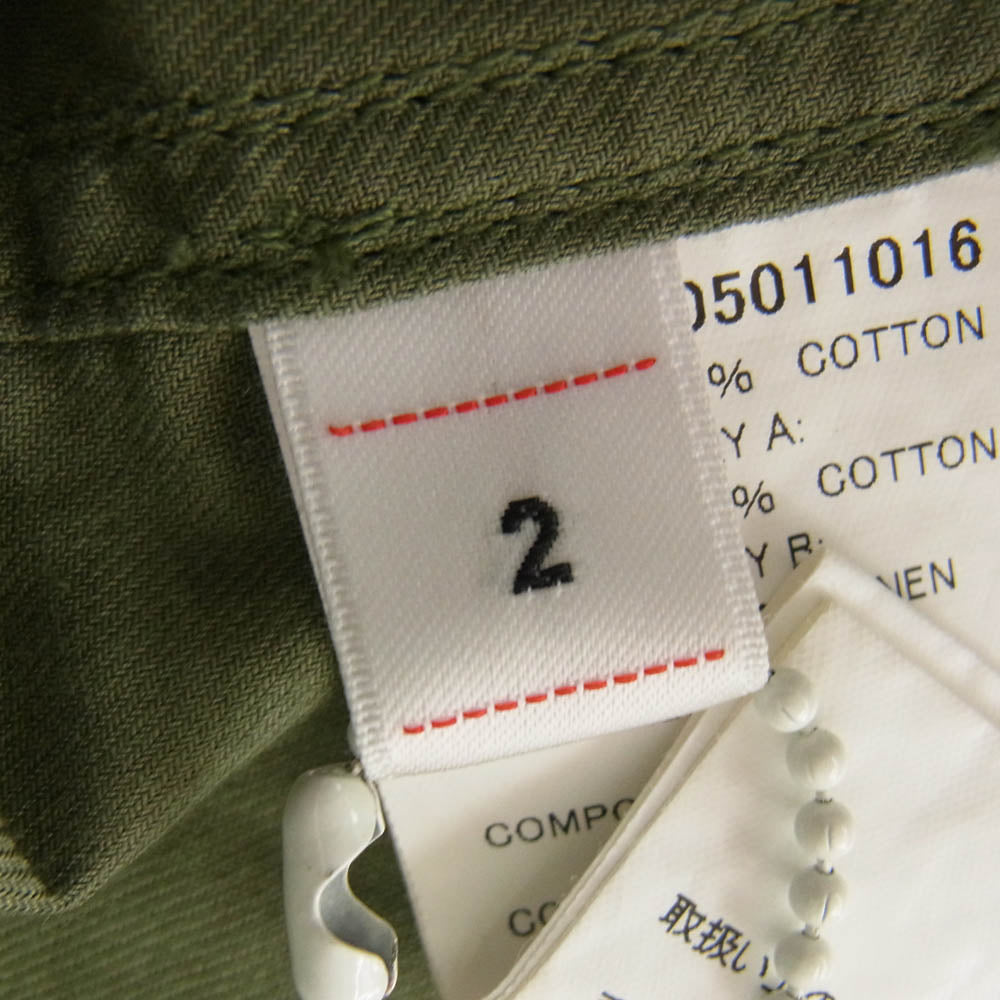 2
05011016
% COTTON
Y A:
% COTTON
Y B:
NEN
COMPO
CO
取扱い